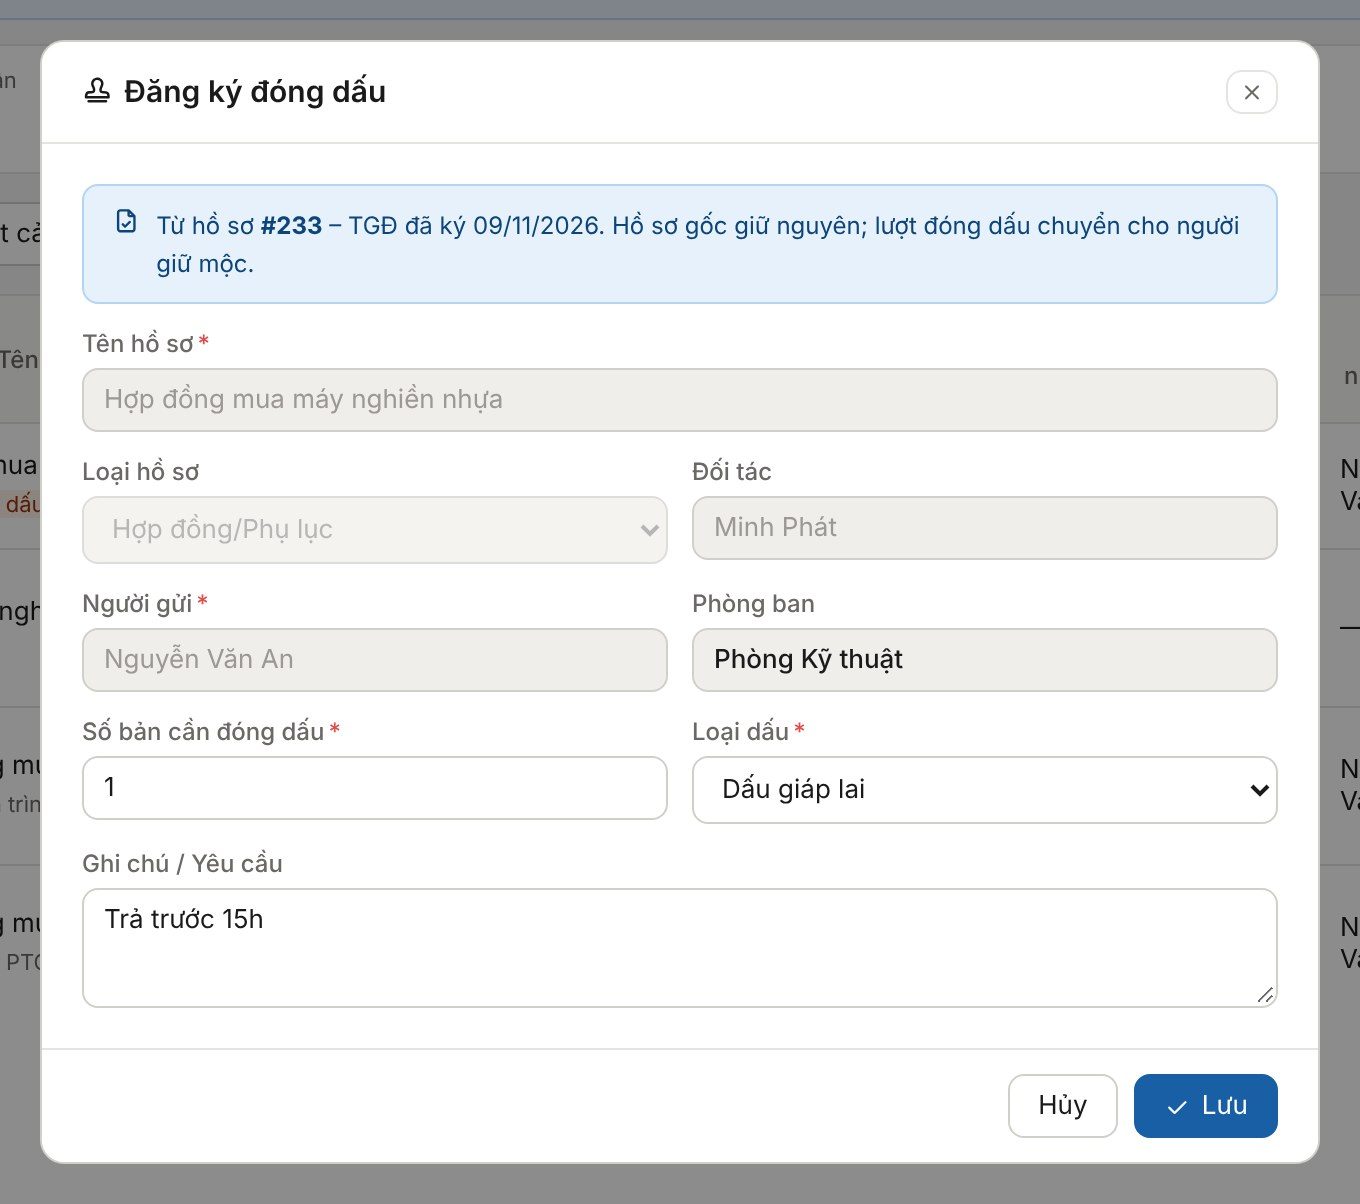 Đăng ký đóng dấu
Từ hồ sơ #233 – TGĐ đã ký 09/11/2026. Hồ sơ gốc giữ nguyên; lượt đóng dấu chuyển cho người
giữ mộc.
Tên hồ sơ *
Hợp đồng mua máy nghiền nhựa
Loại hồ sơ
Đối tác
Hợp đồng/Phụ lục
Minh Phát
Người gửi *
Phòng ban
Nguyễn Văn An
Phòng Kỹ thuật
Số bản cần đóng dấu *
Loại dấu *
1
Dấu giáp lai
Ghi chú / Yêu cầu
Trả trước 15h
Hủy
Lưu